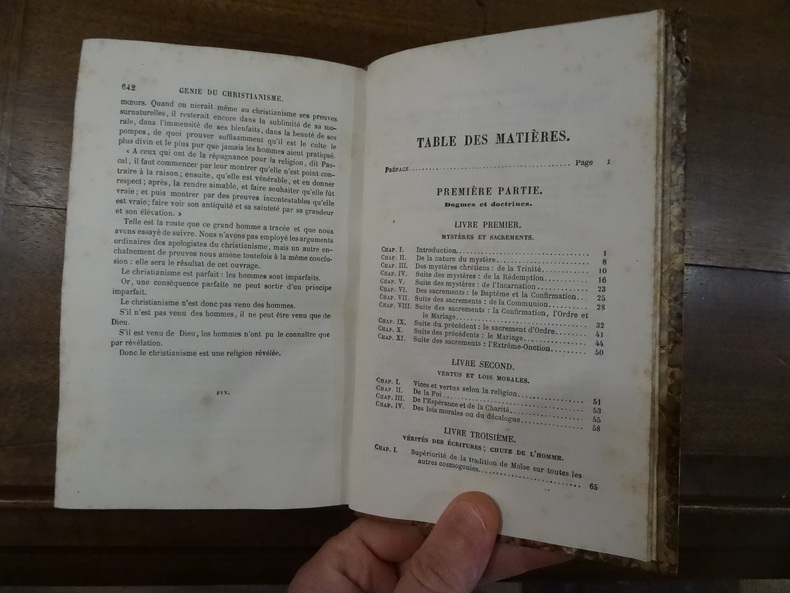 642 GENIE DU CHRISTIANISME.
mœurs. Quand on nierait même au christianisme ses preuves
surnaturelles, il resterait encore dans la sublimité de sa mo-
rale, dans l'immensité de ses bienfaits, dans la beauté de ses
pompes, de quoi prouver suffisamment qu'il est le culte le
plus divin et le plus pur que jamais les hommes aient pratiqué.
« A ceux qui ont de la répugnance pour la religion, dit Pas-
cal, il faut commencer par leur montrer qu'elle n'est point con-
traire à la raison; ensuite, qu'elle est vénérable, et en donner
respect; après, la rendre aimable, et faire souhaiter qu'elle fût
vraie; et puis montrer par des preuves incontestables qu'elle
est vraie; faire voir son antiquité et sa sainteté par sa grandeur
et son élévation. »
Telle est la route que ce grand homme a tracée et que nous
avons essayé de suivre. Nous n'avons pas employé les arguments
ordinaires des apologistes du christianisme, mais un autre en-
chaînement de preuves nous amène toutefois à la même conclu-
sion: elle sera le résultat de cet ouvrage.
Le christianisme est parfait: les hommes sont imparfaits.
Or, une conséquence parfaite ne peut sortir d'un principe
imparfait.
Le christianisme n'est donc pas venu des hommes.
S'il n'est pas venu des hommes, il ne peut être venu que de
Dieu.
S'il est venu de Dieu, les hommes n'ont pu le connaître que
par révélation.
Donc le christianisme est une religion révélée.
FIN.
TABLE DES MATIÈRES.
PRÉFACE. Page 1
PREMIÈRE PARTIE.
Dogmes et doctrines.
LIVRE PREMIER.
MYSTÈRES ET SACREMENTS.
CHAP. I. Introduction. 1
CHAP. II. De la nature du mystère. 8
CHAP. III. Des mystères chrétiens: de la Trinité. 10
CHAP. IV. Suite des mystères: de la Rédemption. 16
CHAP. V. Suite des mystères: de l'Incarnation. 23
CHAP. VI. Des sacrements: le Baptême et la Confirmation. 25
CHAP. VII. Suite des sacrements: de la Communion. 28
CHAP. VIII. Suite des sacrements: la Confirmation, l'Ordre et
le Mariage. 32
CHAP. IX. Suite du précédent: le sacrement d'Ordre. 41
CHAP. X. Suite des précédents: le Mariage. 44
CHAP. XI. Suite des sacrements: l'Extrême-Onction. 50
LIVRE SECOND.
VERTUS ET LOIS MORALES.
CHAP. I. Vices et vertus selon la religion. 51
CHAP. II. De la Foi. 53
CHAP. III. De l'Espérance et de la Charité. 55
CHAP. IV. Des lois morales ou du décalogue. 58
LIVRE TROISIÈME.
VÉRITÉS DES ÉCRITURES; CHUTE DE L'HOMME.
CHAP. I. Supériorité de la tradition de Moïse sur toutes les
autres cosmogonies. 65